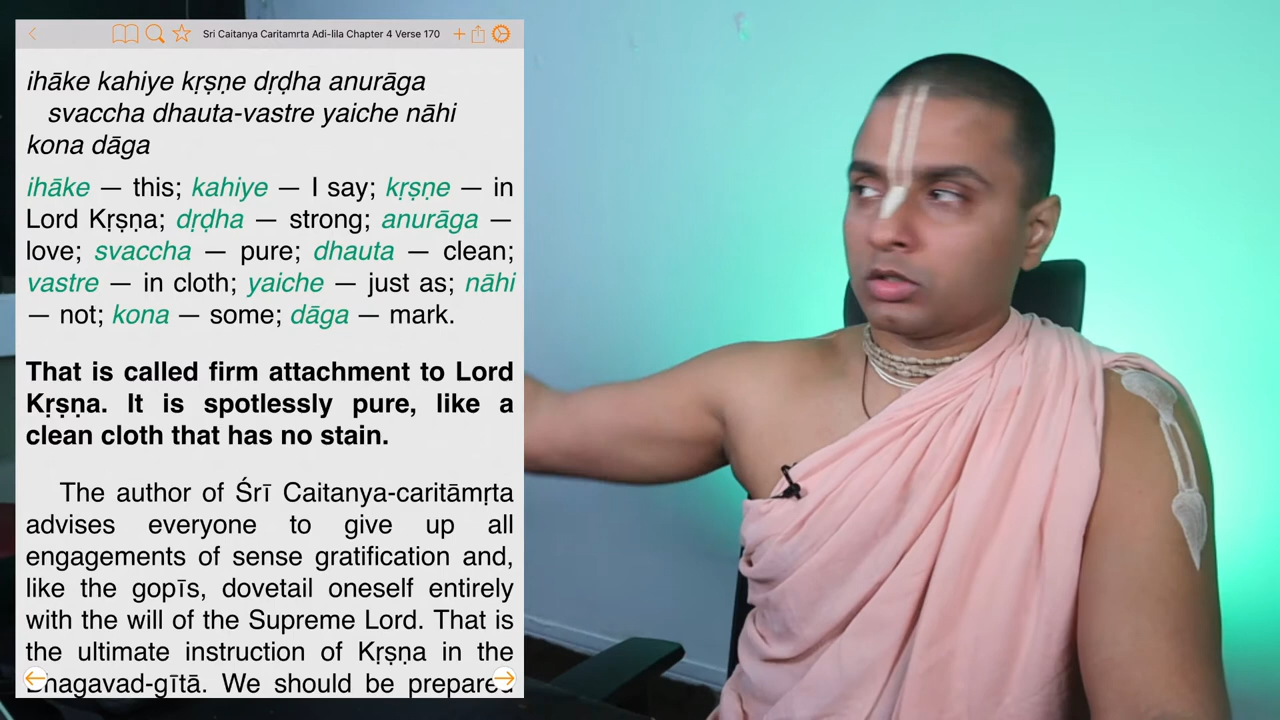 Sri Caitanya Caritamrta Adi-lila Chapter 4 Verse 170
ihāke kahiye kṛṣṇe dṛḍha anurāga
svaccha dhauta-vastre yaiche nāhi
kona dāga
ihāke — this; kahiye — I say; kṛṣṇe — in
Lord Kṛṣṇa; dṛḍha — strong; anurāga —
love; svaccha — pure; dhauta — clean;
vastre — in cloth; yaiche — just as; nāhi
— not; kona — some; dāga — mark.
That is called firm attachment to Lord
Kṛṣṇa. It is spotlessly pure, like a
clean cloth that has no stain.
The author of Śrī Caitanya-caritāmṛta
advises everyone to give up all
engagements of sense gratification and,
like the gopīs, dovetail oneself entirely
with the will of the Supreme Lord. That is
the ultimate instruction of Kṛṣṇa in the
Bhagavad-gītā. We should be prepared